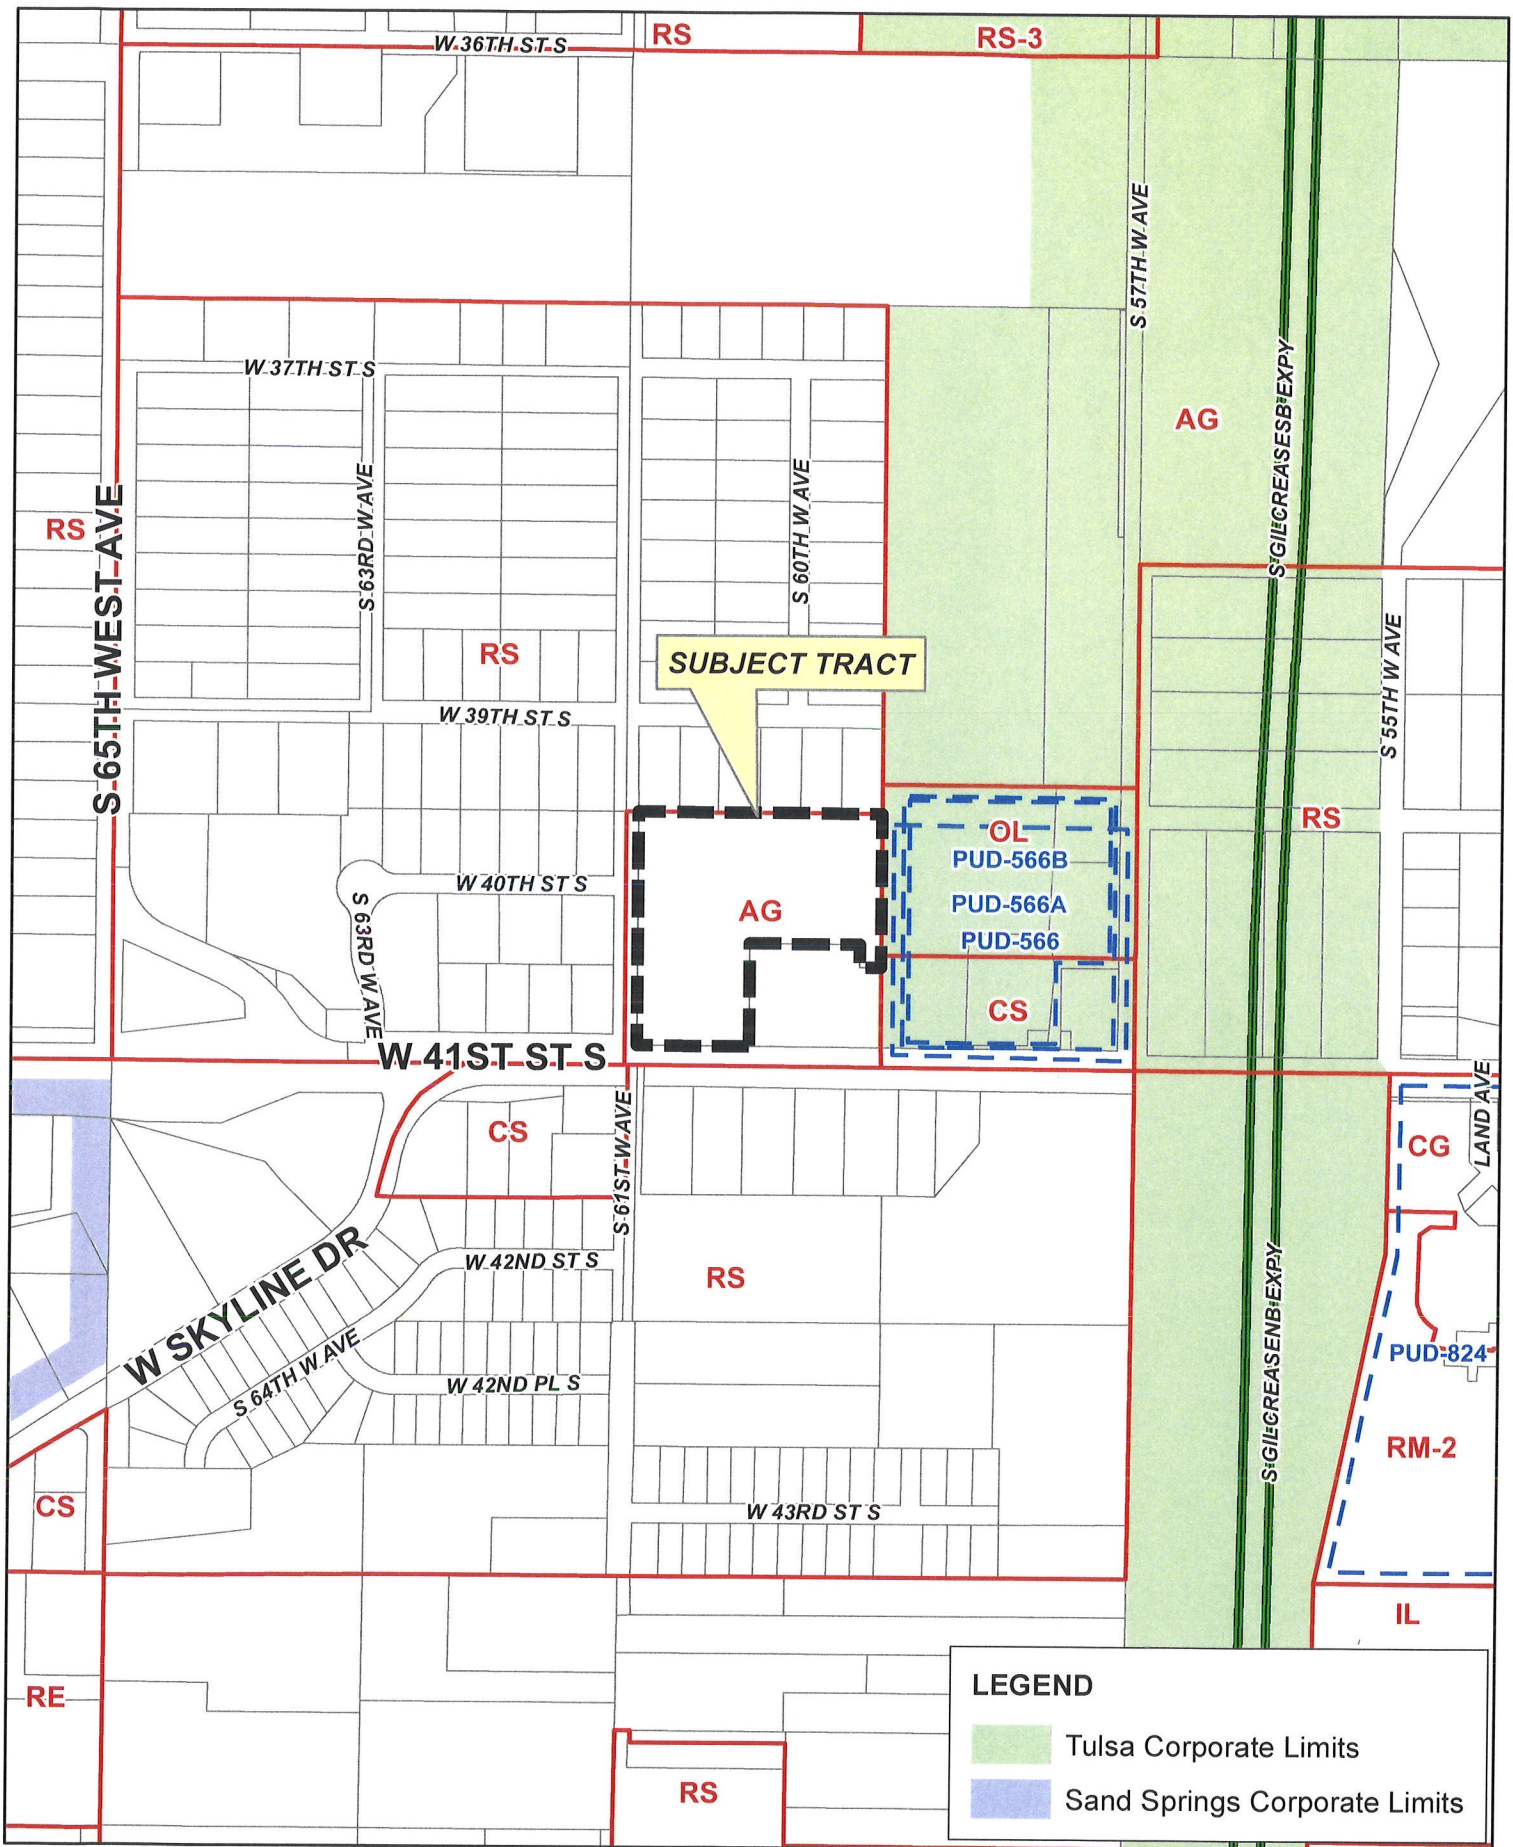 RS
RS-3
W 36TH ST S
S 57TH W AVE
W 37TH ST S
S GILCREASESB EXPY
AG
S 63RD W AVE
S 60TH W AVE
RS
S 65TH WEST AVE
RS
SUBJECT TRACT
S 55TH W AVE
W 39TH ST S
RS
OL
PUD-566B
W 40TH ST S
AG
PUD-566A
PUD-566
S 63RD W AVE
CS
W 41ST ST S
LAND AVE
CS
S 61ST W AVE
CG
W 42ND ST S
RS
W SKYLINE DR
S GILCREASENB EXPY
PUD-824
S 64TH W AVE
W 42ND PL S
RM-2
CS
W 43RD ST S
IL
RE
RS
LEGEND
Tulsa Corporate Limits
Sand Springs Corporate Limits